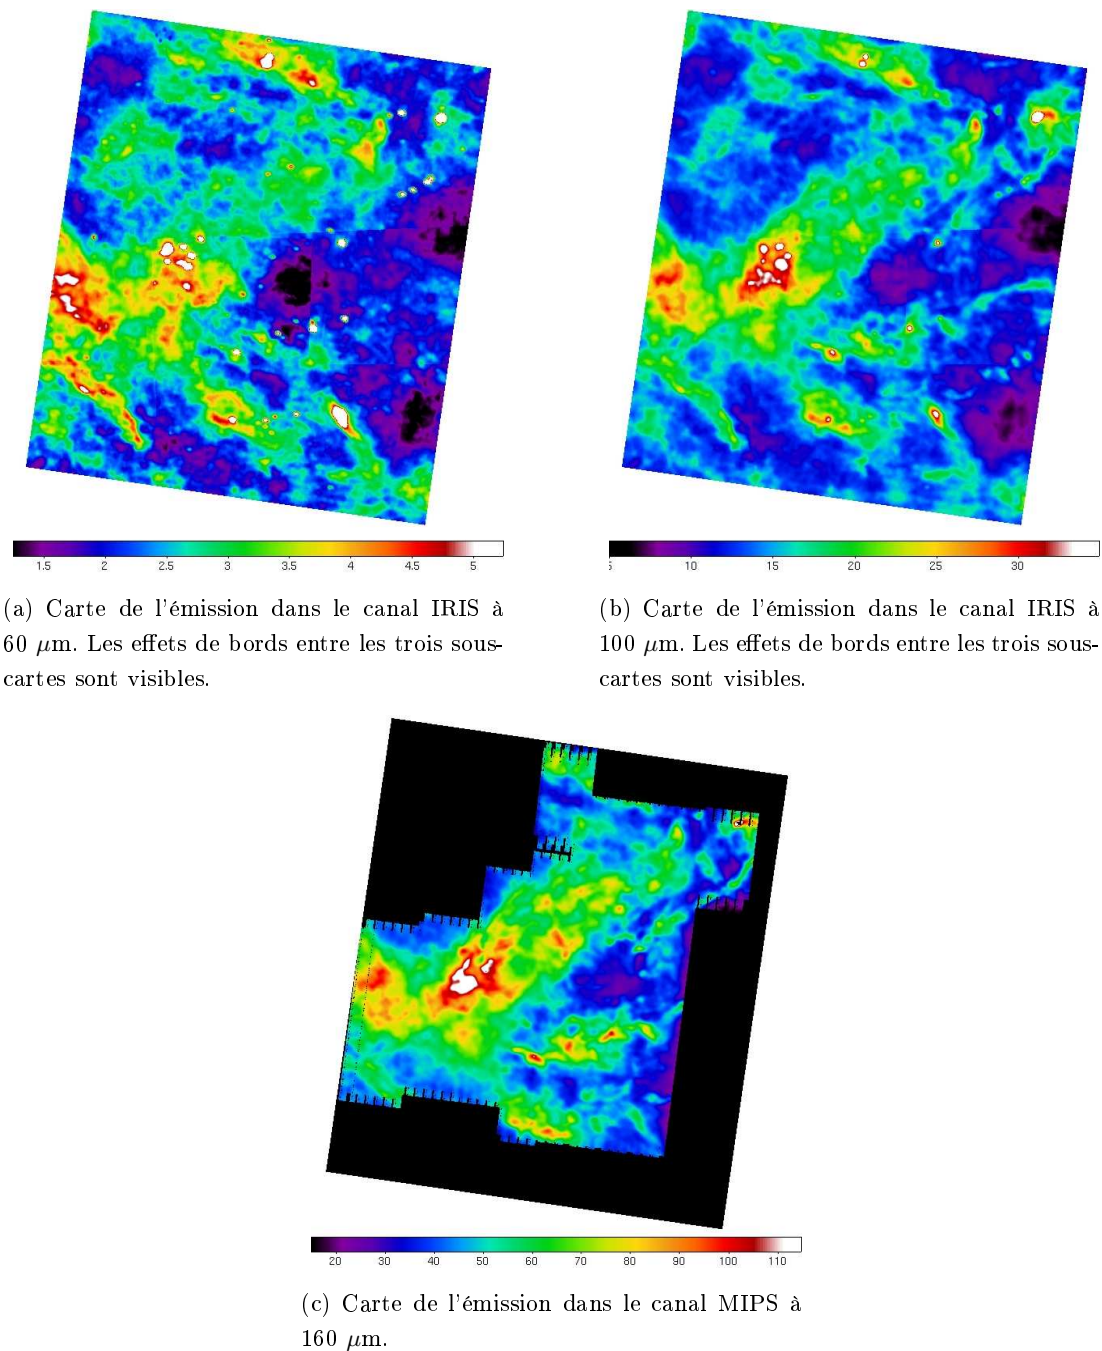 1.5 2 2.5 3 3.5 4 4.5 5
5 10 15 20 25 30
(a) Carte de l'émission dans le canal IRIS à
60 μm. Les effets de bords entre les trois sous-
cartes sont visibles.
(b) Carte de l'émission dans le canal IRIS à
100 μm. Les effets de bords entre les trois sous-
cartes sont visibles.
20 30 40 50 60 70 80 90 100 110
(c) Carte de l'émission dans le canal MIPS à
160 μm.